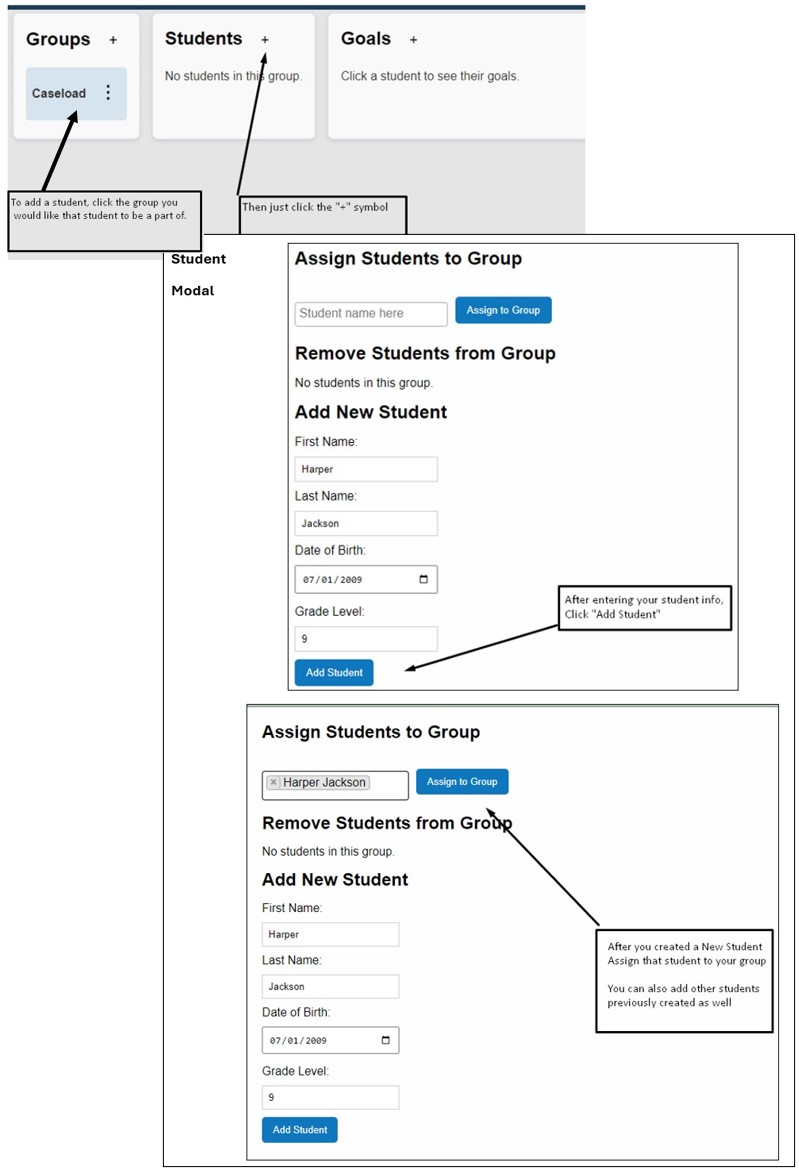 Groups +
Students +
Goals +
Caseload
No students in this group.
Click a student to see their goals.
To add a student, click the group you
would like that student to be a part of.
Then just click the "+" symbol
Student
Modal
Assign Students to Group
Student name here
Assign to Group
Remove Students from Group
No students in this group.
Add New Student
First Name:
Harper
Last Name:
Jackson
Date of Birth:
07/01/2009
Grade Level:
9
Add Student
After entering your student info,
Click "Add Student"
Assign Students to Group
× Harper Jackson
Assign to Group
Remove Students from Group
No students in this group.
Add New Student
First Name:
Harper
Last Name:
Jackson
Date of Birth:
07/01/2009
Grade Level:
9
Add Student
After you created a New Student
Assign that student to your group
You can also add other students
previously created as well